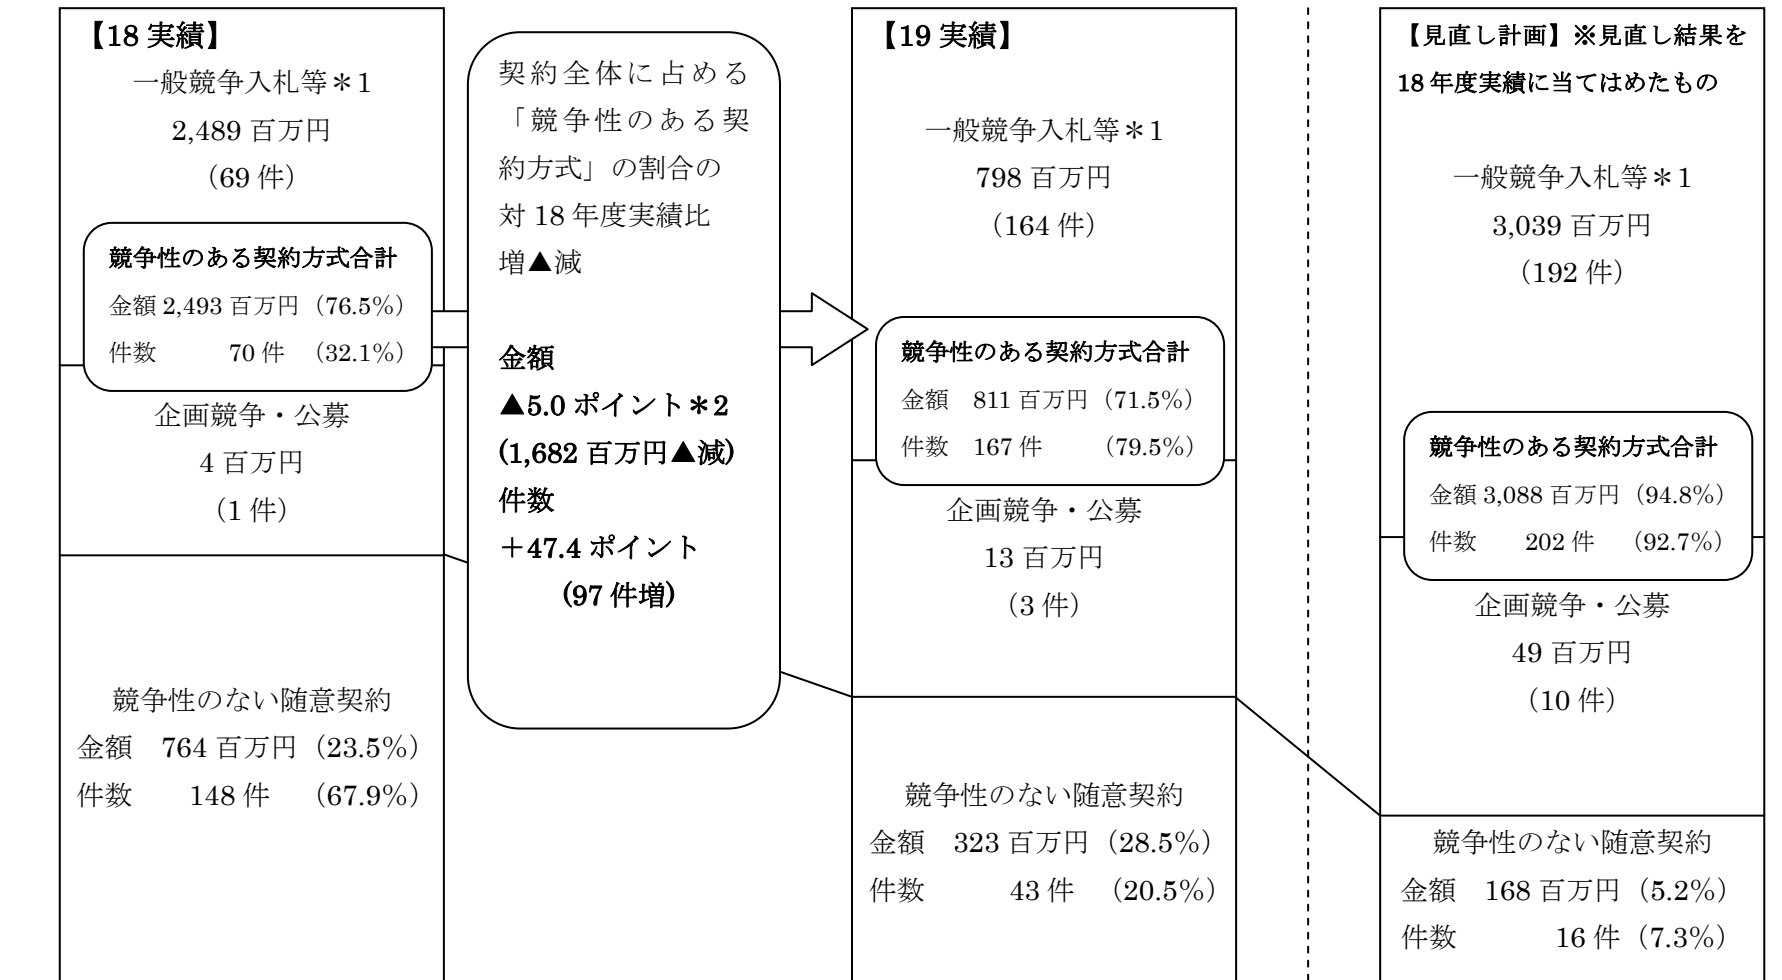 【18 実績】
一般競争入札等＊1
2,489 百万円
（69 件）
競争性のある契約方式合計
金額 2,493 百万円（76.5％）
件数 70 件 （32.1％）
企画競争・公募
4 百万円
（1 件）
競争性のない随意契約
金額 764 百万円（23.5％）
件数 148 件 （67.9％）
契約全体に占める
「競争性のある契
約方式」の割合の
対 18 年度実績比
増▲減
金額
▲5.0 ポイント＊2
(1,682 百万円▲減)
件数
＋47.4 ポイント
(97 件増)
【19 実績】
一般競争入札等＊1
798 百万円
（164 件）
競争性のある契約方式合計
金額 811 百万円（71.5％）
件数 167 件 （79.5％）
企画競争・公募
13 百万円
（3 件）
競争性のない随意契約
金額 323 百万円（28.5％）
件数 43 件 （20.5％）
【見直し計画】※見直し結果を
18 年度実績に当てはめたもの
一般競争入札等＊1
3,039 百万円
（192 件）
競争性のある契約方式合計
金額 3,088 百万円（94.8％）
件数 202 件 （92.7％）
企画競争・公募
49 百万円
（10 件）
競争性のない随意契約
金額 168 百万円（5.2％）
件数 16 件（7.3％）